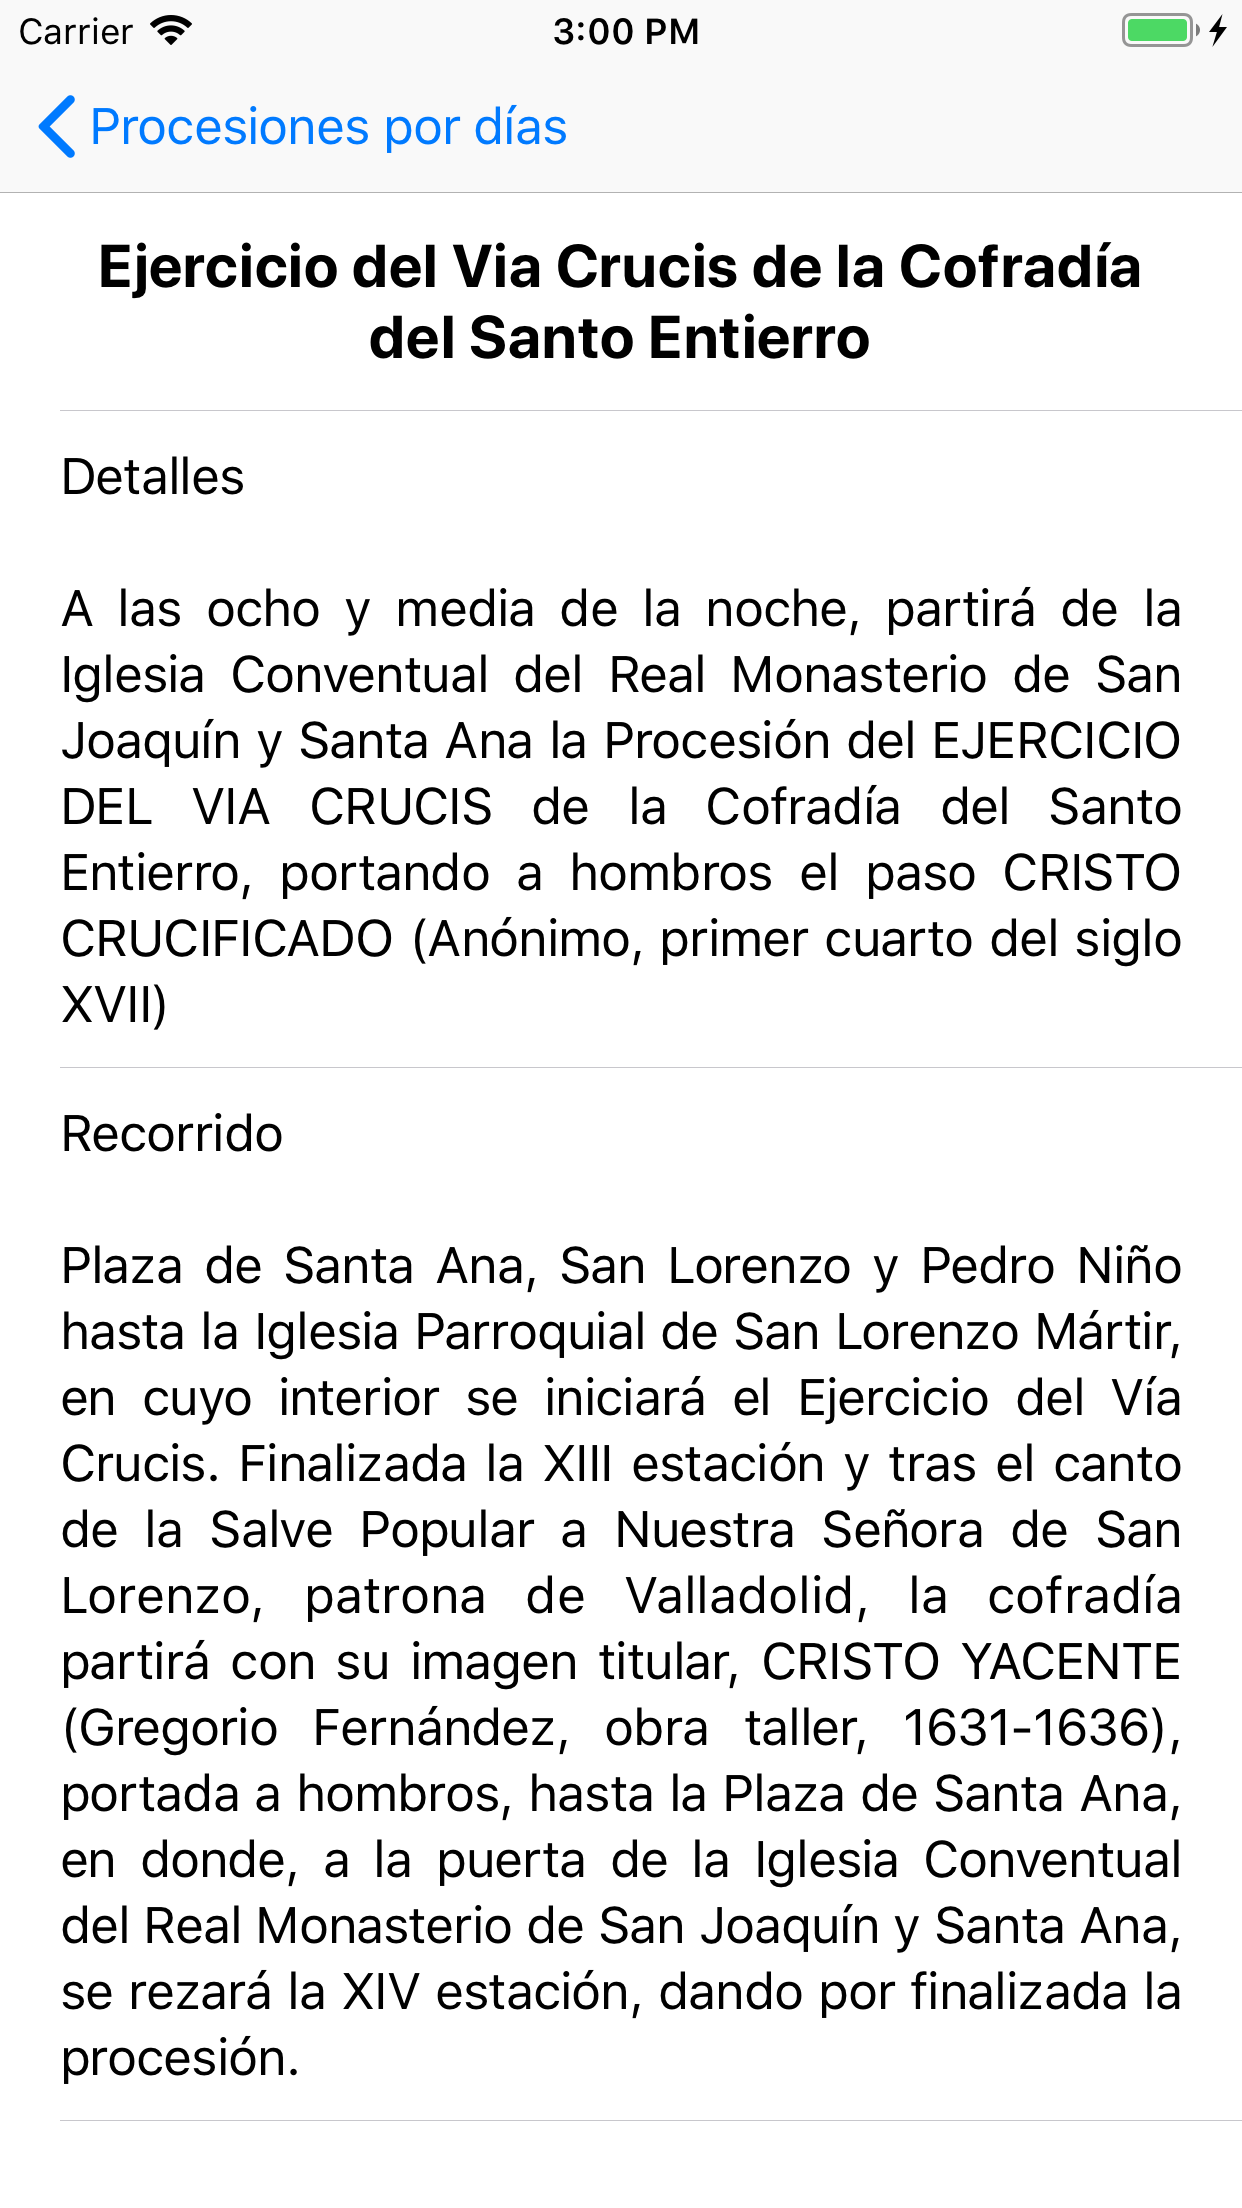 Carrier
3:00 PM
Procesiones por días
Ejercicio del Via Crucis de la Cofradía
del Santo Entierro
Detalles
A las ocho y media de la noche, partirá de la
Iglesia Conventual del Real Monasterio de San
Joaquín y Santa Ana la Procesión del EJERCICIO
DEL VIA CRUCIS de la Cofradía del Santo
Entierro, portando a hombros el paso CRISTO
CRUCIFICADO (Anónimo, primer cuarto del siglo
XVII)
Recorrido
Plaza de Santa Ana, San Lorenzo y Pedro Niño
hasta la Iglesia Parroquial de San Lorenzo Mártir,
en cuyo interior se iniciará el Ejercicio del Vía
Crucis. Finalizada la XIII estación y tras el canto
de la Salve Popular a Nuestra Señora de San
Lorenzo, patrona de Valladolid, la cofradía
partirá con su imagen titular, CRISTO YACENTE
(Gregorio Fernández, obra taller, 1631-1636),
portada a hombros, hasta la Plaza de Santa Ana,
en donde, a la puerta de la Iglesia Conventual
del Real Monasterio de San Joaquín y Santa Ana,
se rezará la XIV estación, dando por finalizada la
procesión.